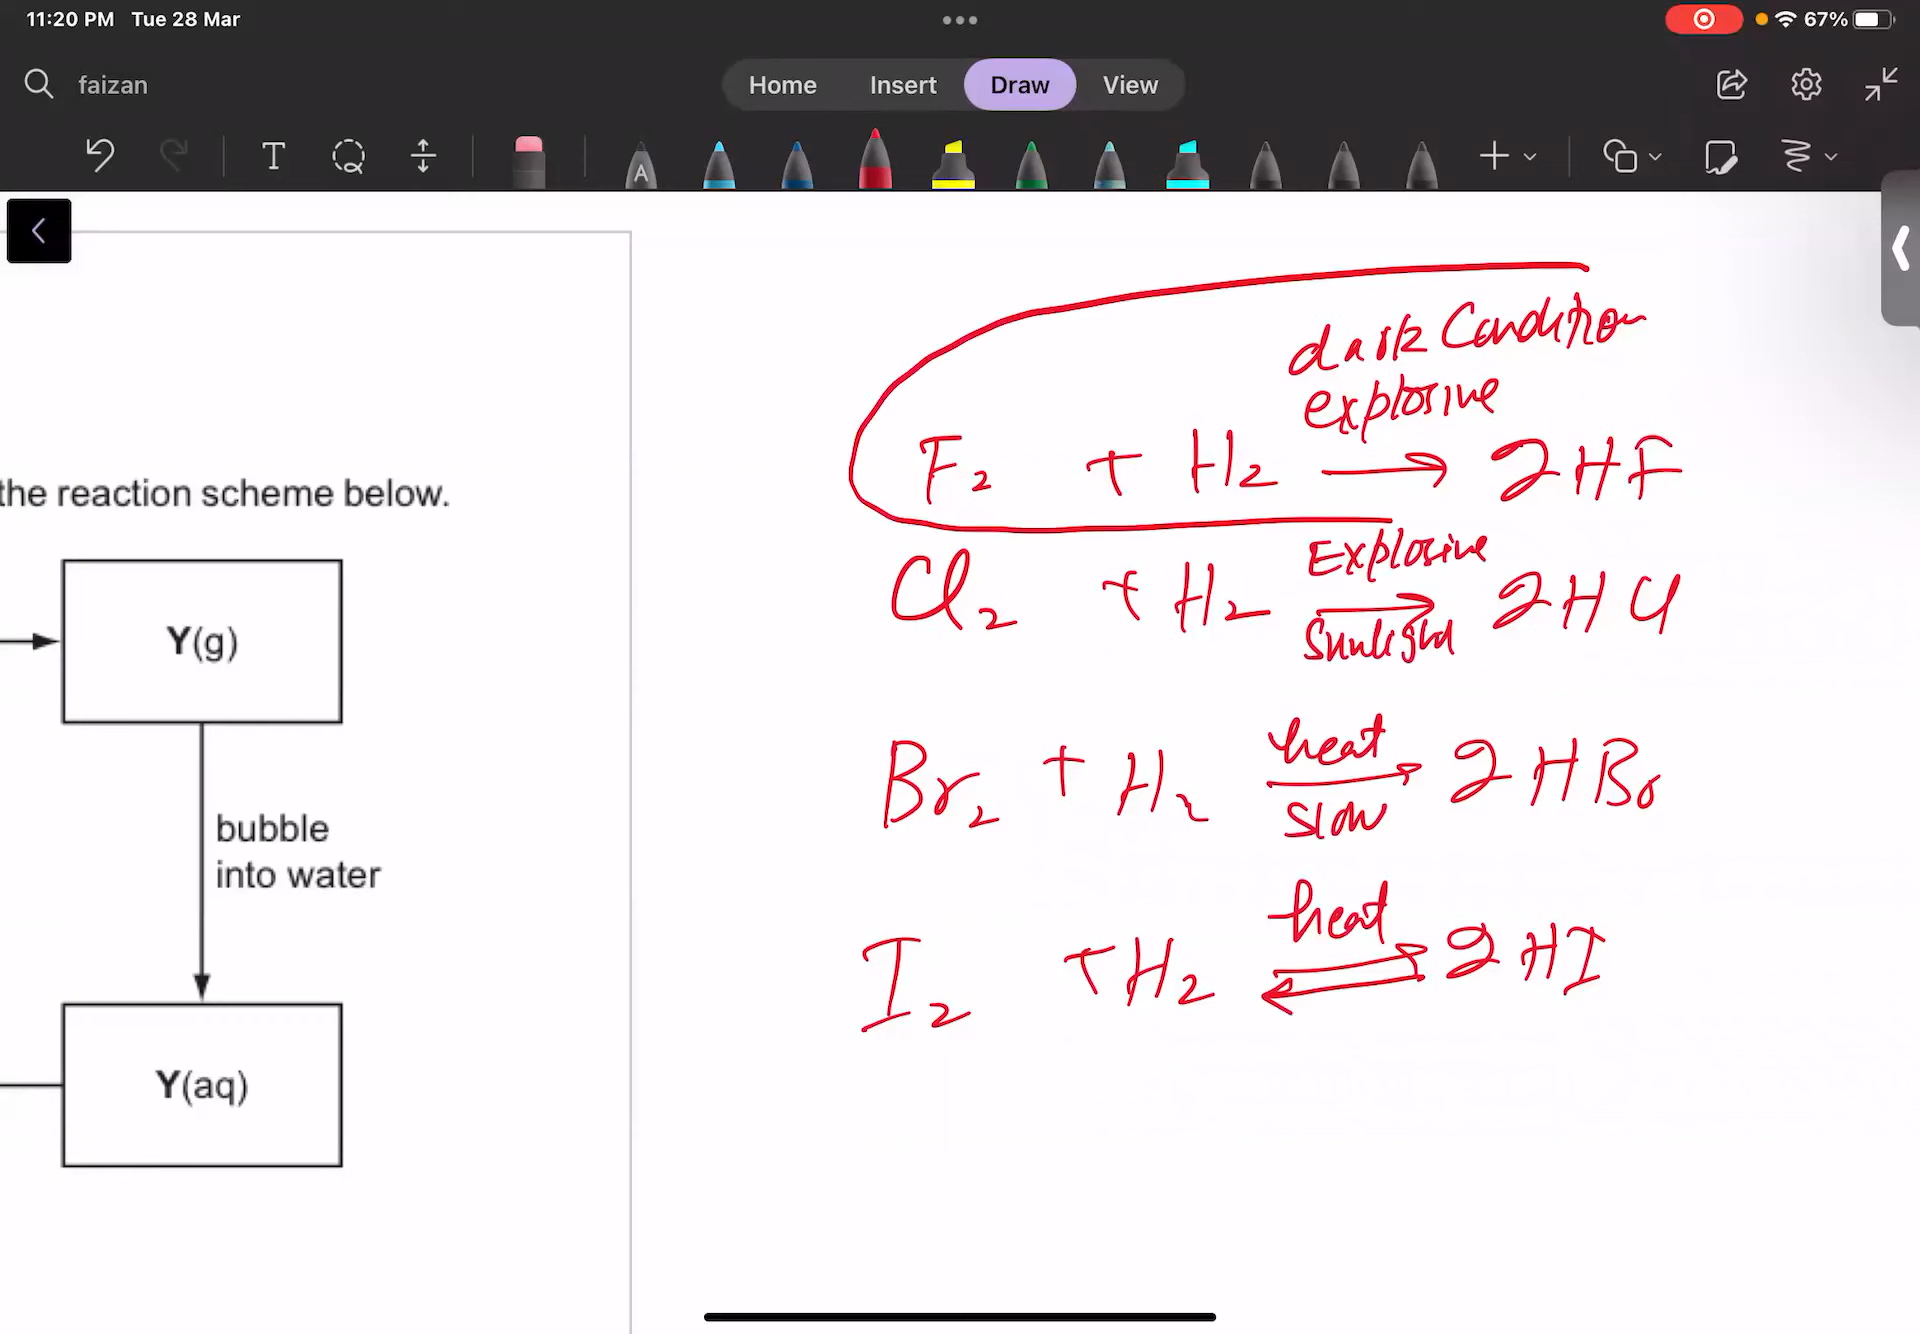 11:20 PM Tue 28 Mar
67%
faizan
Home Insert Draw View
T
A
the reaction scheme below.
Y(g)
bubble
into water
Y(aq)
dark Condition
explosive
F2 + H2 → 2HF
Explosive
Cl2 + H2 → 2HCl
Sunlight
heat
Br2 + H2 → 2HBr
slow
heat
I2 + H2 ⇌ 2HI